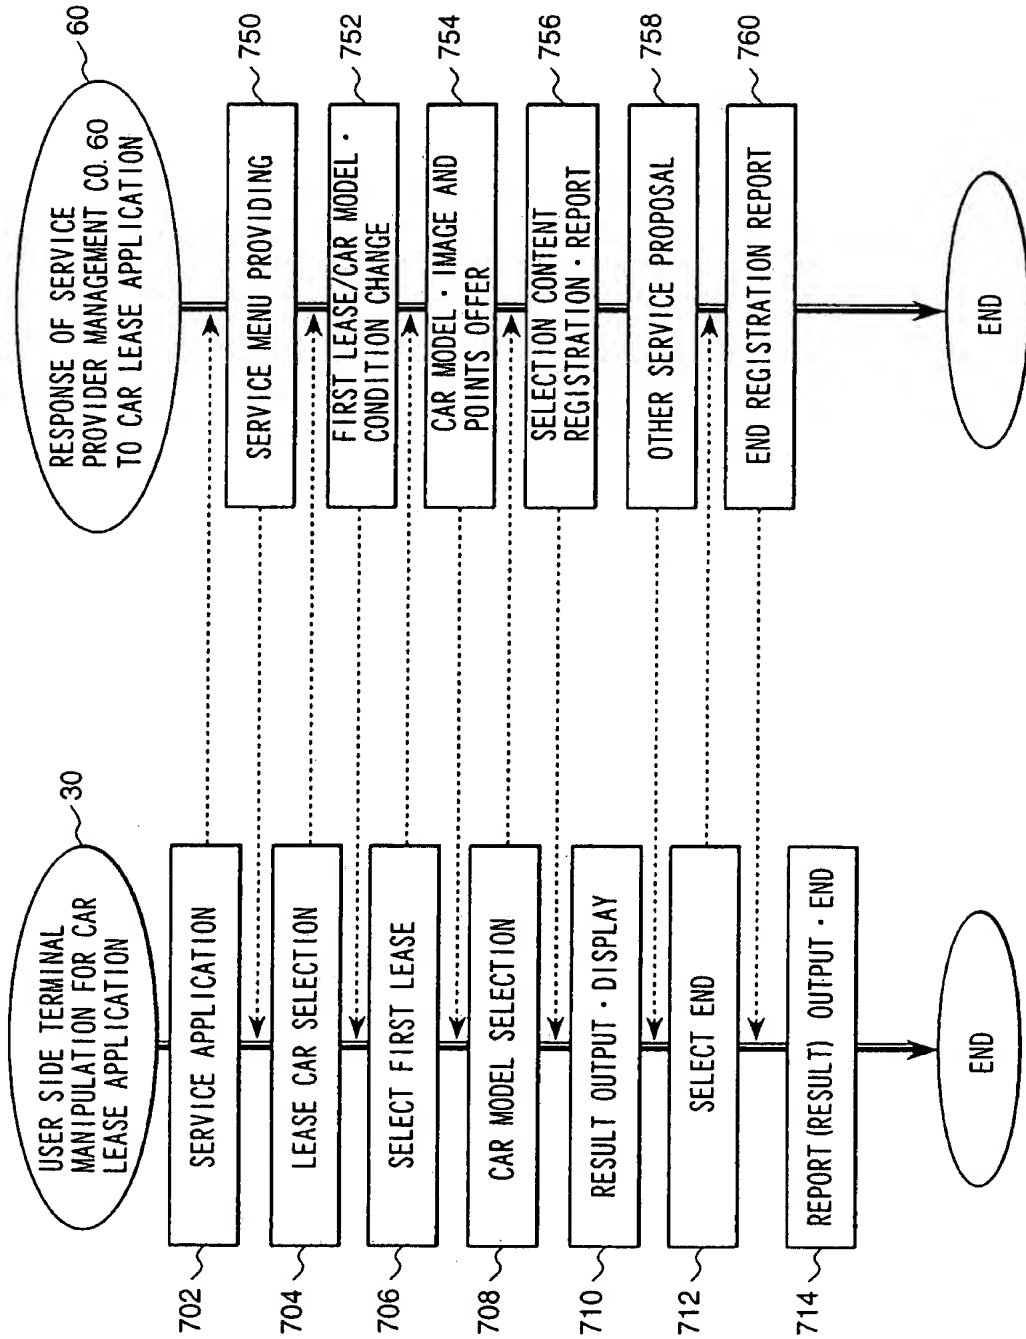 USER SIDE TERMINAL
MANIPULATION FOR CAR
LEASE APPLICATION
30
702
SERVICE APPLICATION
704
LEASE CAR SELECTION
706
SELECT FIRST LEASE
708
CAR MODEL SELECTION
710
RESULT OUTPUT · DISPLAY
712
SELECT END
714
REPORT (RESULT) OUTPUT · END
END
RESPONSE OF SERVICE
PROVIDER MANAGEMENT CO. 60
TO CAR LEASE APPLICATION
60
SERVICE MENU PROVIDING
750
FIRST LEASE/CAR MODEL ·
CONDITION CHANGE
752
CAR MODEL · IMAGE AND
POINTS OFFER
754
SELECTION CONTENT
REGISTRATION · REPORT
756
OTHER SERVICE PROPOSAL
758
END REGISTRATION REPORT
760
END